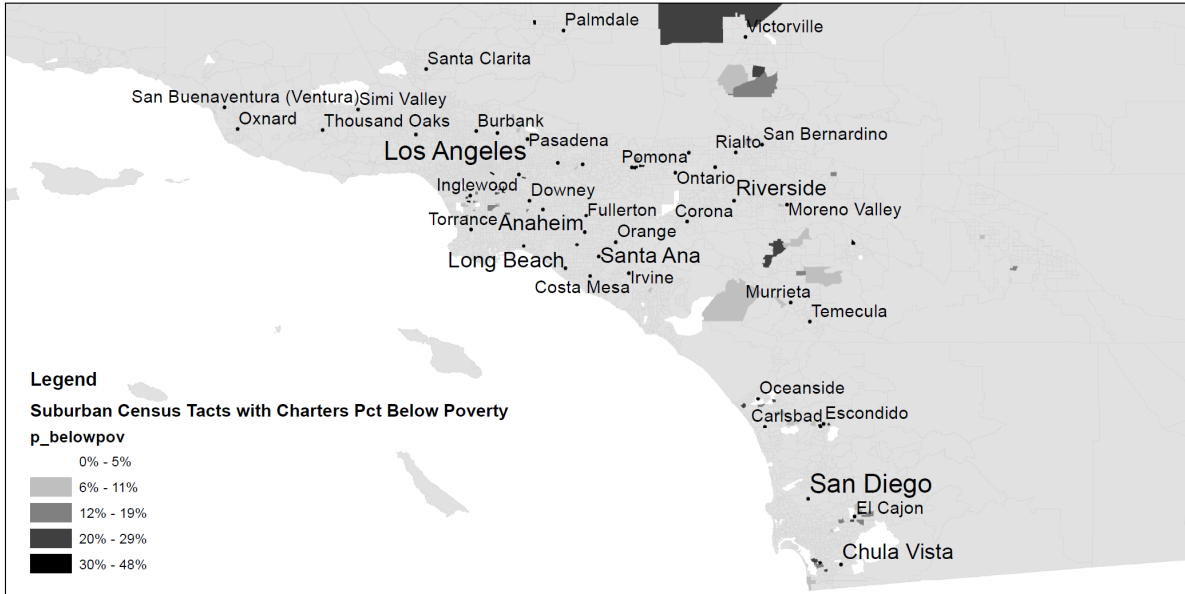 Palmdale
Victorville
Santa Clarita
San Buenaventura (Ventura)
Simi Valley
Oxnard
Thousand Oaks
Burbank
Pasadena
Los Angeles
Pomona
Rialto
San Bernardino
Ontario
Inglewood
Downey
Riverside
Moreno Valley
Torrance
Anaheim
Fullerton
Corona
Orange
Long Beach
Santa Ana
Costa Mesa
Irvine
Murrieta
Temecula
Legend
Suburban Census Tacts with Charters Pct Below Poverty
p_belowpov
0% - 5%
6% - 11%
12% - 19%
20% - 29%
30% - 48%
Oceanside
Carlsbad
Escondido
San Diego
El Cajon
Chula Vista